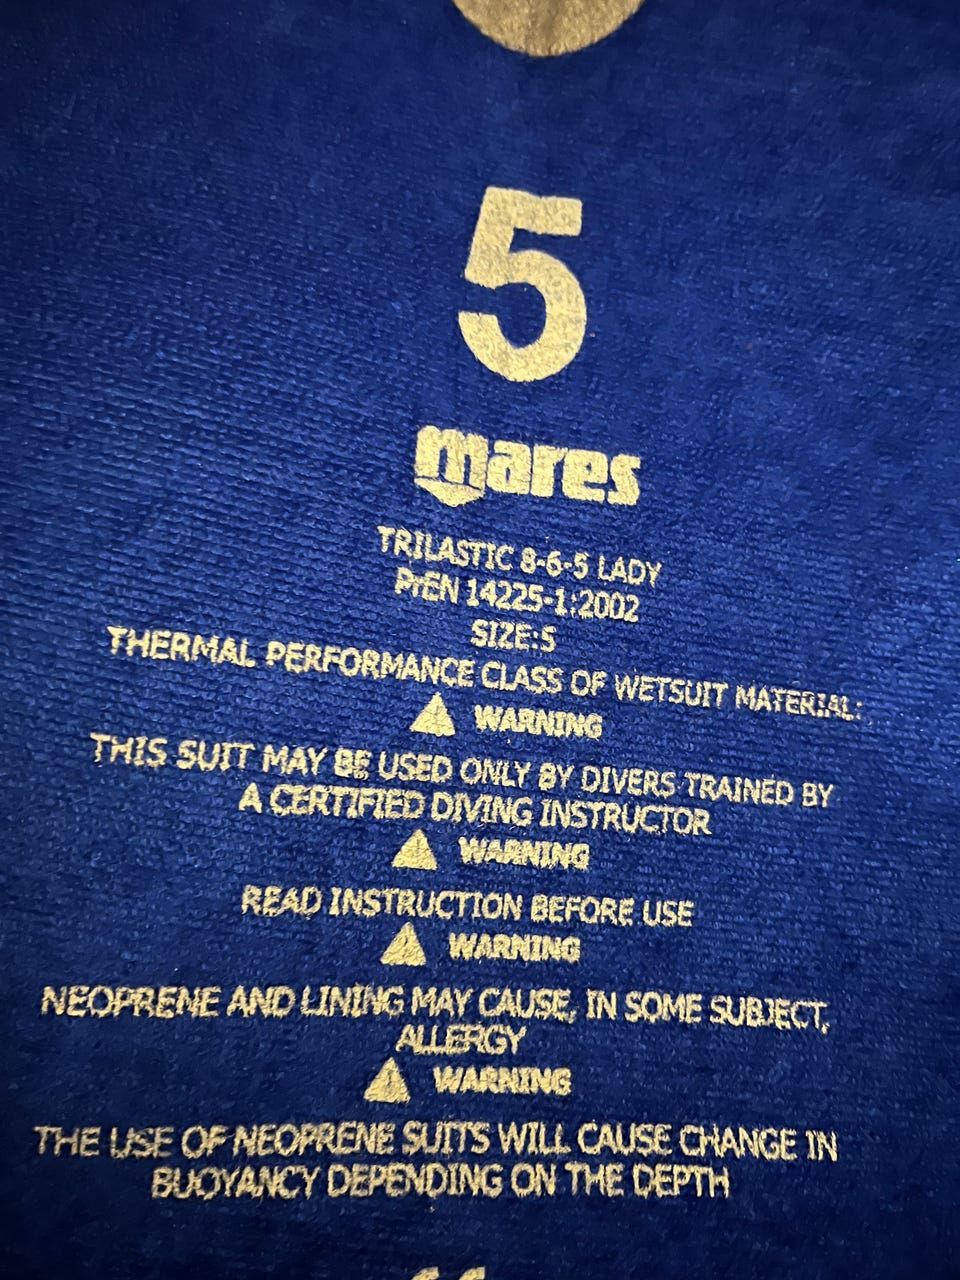 5
mares
TRILASTIC 8-6-5 LADY
PrEN 14225-1:2002
SIZE:5
THERMAL PERFORMANCE CLASS OF WETSUIT MATERIAL:
WARNING
THIS SUIT MAY BE USED ONLY BY DIVERS TRAINED BY
A CERTIFIED DIVING INSTRUCTOR
WARNING
READ INSTRUCTION BEFORE USE
WARNING
NEOPRENE AND LINING MAY CAUSE, IN SOME SUBJECT,
ALLERGY
WARNING
THE USE OF NEOPRENE SUITS WILL CAUSE CHANGE IN
BUOYANCY DEPENDING ON THE DEPTH